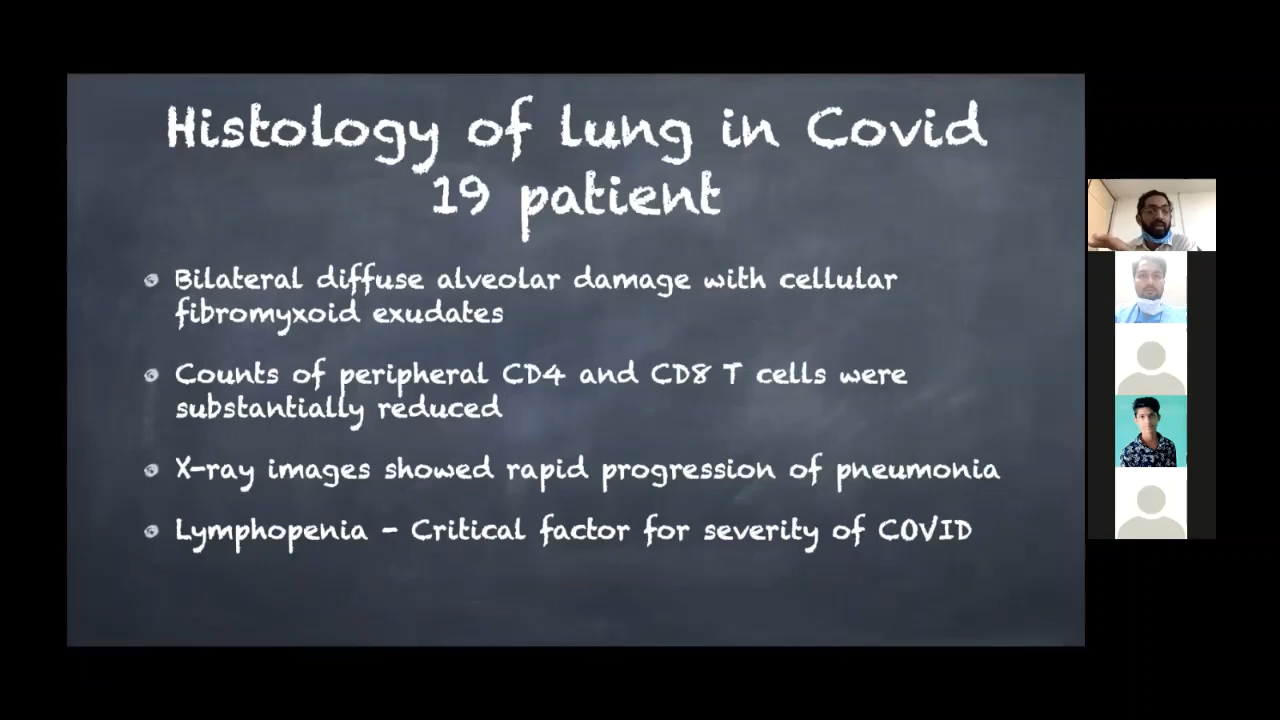 Histology of lung in Covid
19 patient
Bilateral diffuse alveolar damage with cellular
fibromyxoid exudates
Counts of peripheral CD4 and CD8 T cells were
substantially reduced
X-ray images showed rapid progression of pneumonia
Lymphopenia - Critical factor for severity of COVID